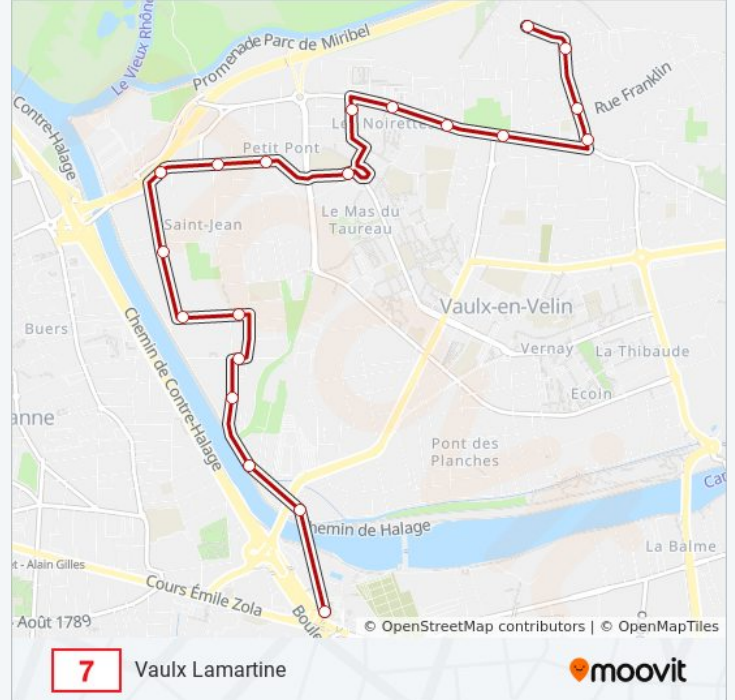 Le Vieux Rhône
Promenade Parc de Miribel
Contre-Halage
Rue Franklin
Les Noirettes
Petit Pont
Le Mas du
Taureau
Saint-Jean
Vaulx-en-Velin
Buers
Chemin de Contre-Halage
Vernay
La Thibaude
Ecoin
anne
Pont des
Planches
Chemin de Halage
La Balme
t - Alain Gilles
Cours Émile Zola
Août 1789
Boule
© OpenStreetMap contributors | © OpenMapTiles
7
Vaulx Lamartine
moovit